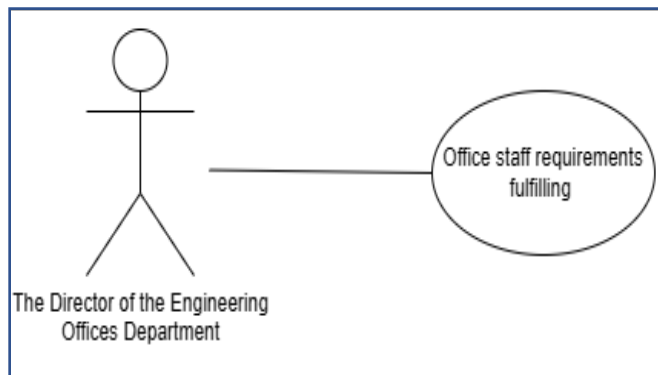 Office staff requirements
fulfilling
The Director of the Engineering
Offices Department